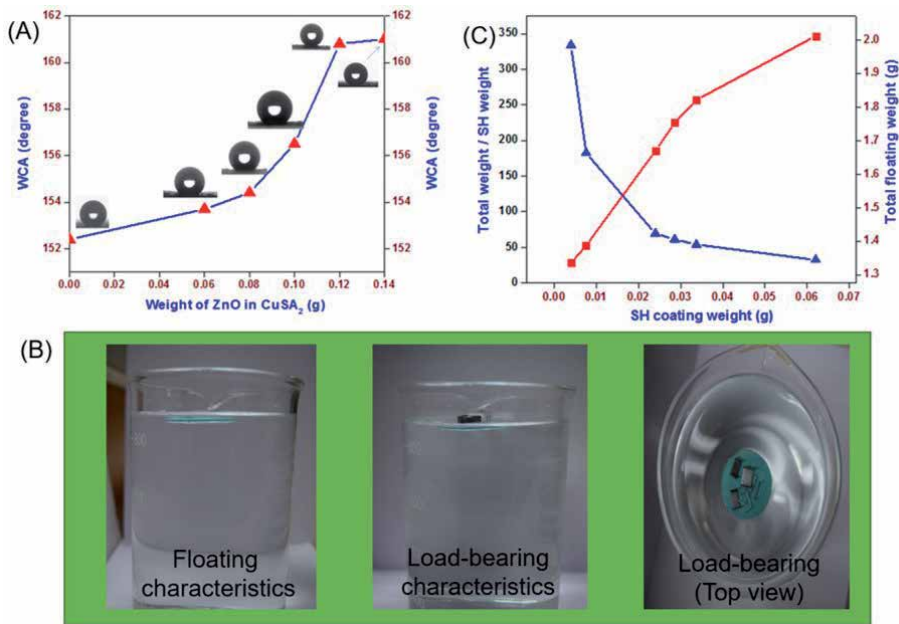 (A)
162
160
158
156
154
152
WCA (degree)
0.00 0.02 0.04 0.06 0.08 0.10 0.12 0.14
Weight of ZnO in CuSA2 (g)
162
160
158
156
154
152
WCA (degree)
(C)
350
300
250
200
150
100
50
0
Total weight / SH weight
0.00 0.01 0.02 0.03 0.04 0.05 0.06 0.07
SH coating weight (g)
2.0
1.9
1.8
1.7
1.6
1.5
1.4
1.3
Total floating weight (g)
(B)
Floating
characteristics
Load-bearing
characteristics
Load-bearing
(Top view)